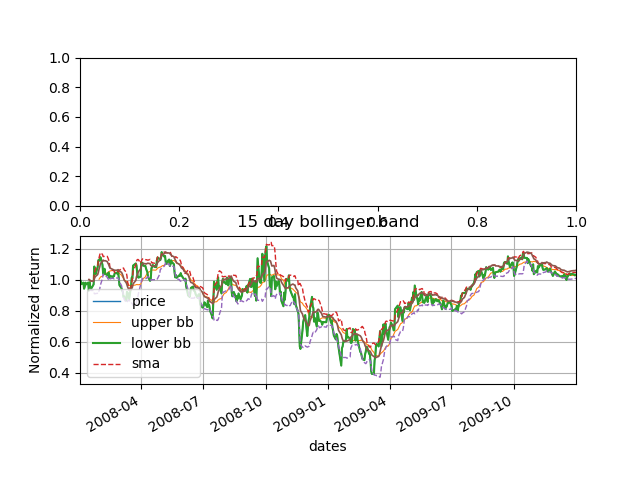 1.0
0.8
0.6
0.4
0.2
0.0
0.0 0.2 0.4 0.6 0.8 1.0
15 day bollinger band
Normalized return
1.2
1.0
0.8
0.6
0.4
price
upper bb
lower bb
sma
2008-04 2008-07 2008-10 2009-01 2009-04 2009-07 2009-10
dates